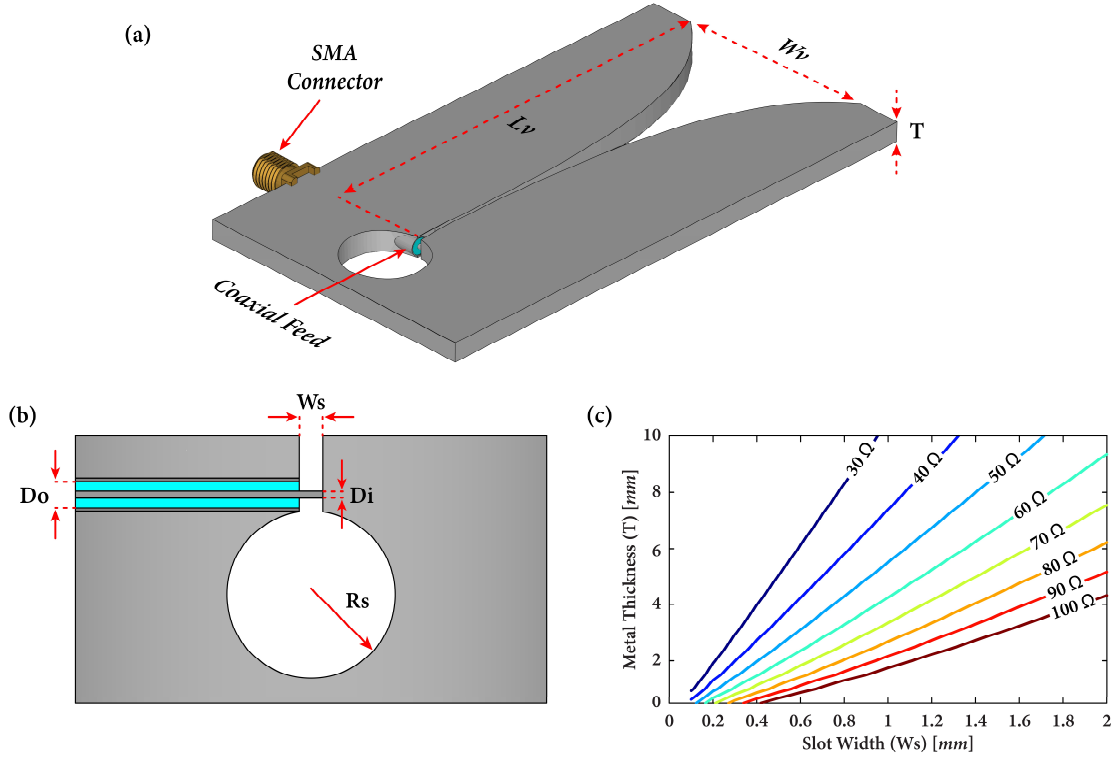 (a)
SMA
Connector
Wv
Lv
T
Coaxial Feed
(b)
Ws
Do
Di
Rs
(c)
Metal Thickness (T) [mm]
10
8
6
4
2
0
30 Ω
40 Ω
50 Ω
60 Ω
70 Ω
80 Ω
90 Ω
100 Ω
0 0.2 0.4 0.6 0.8 1 1.2 1.4 1.6 1.8 2
Slot Width (Ws) [mm]